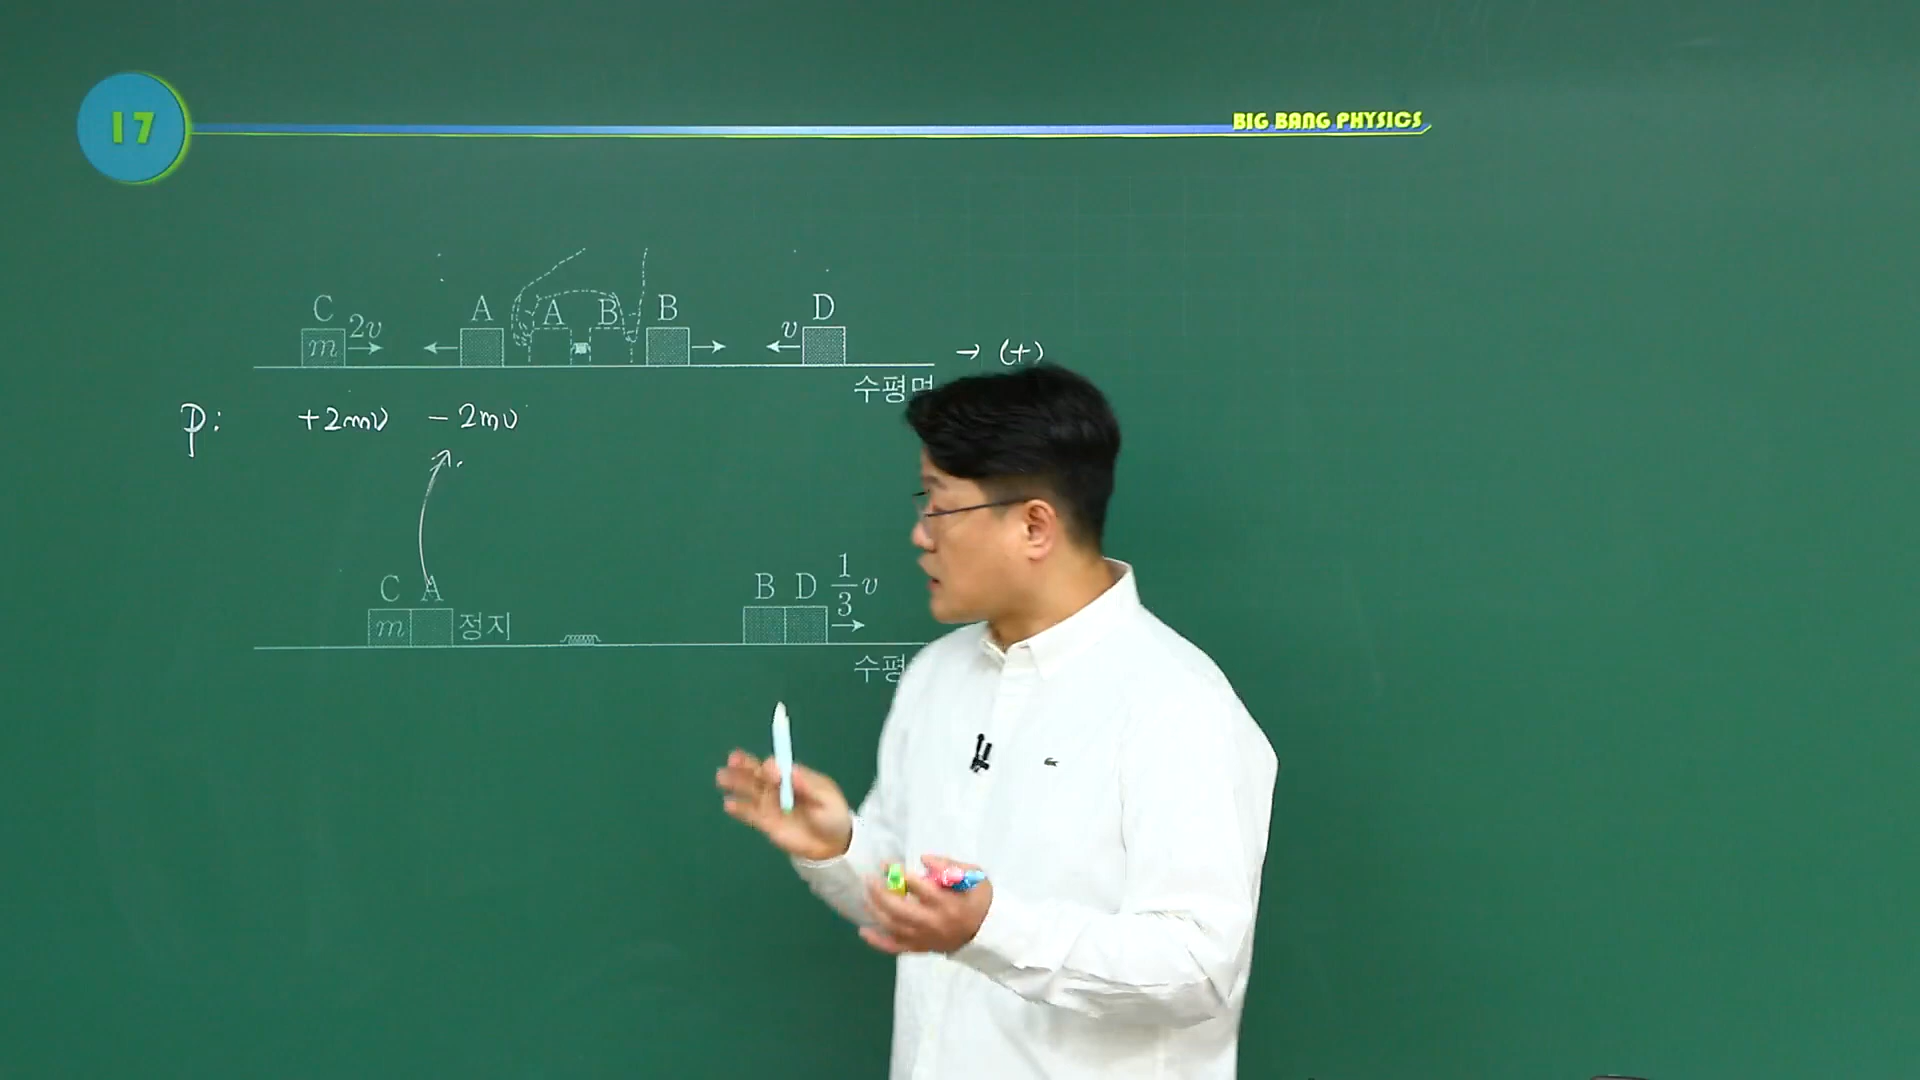 17
BIG BANG PHYSICS
C A A B B D
2v v
m
→ (+)
수평면
P: +2mv -2mv
C A B D 1/3 v
m 정지
수평